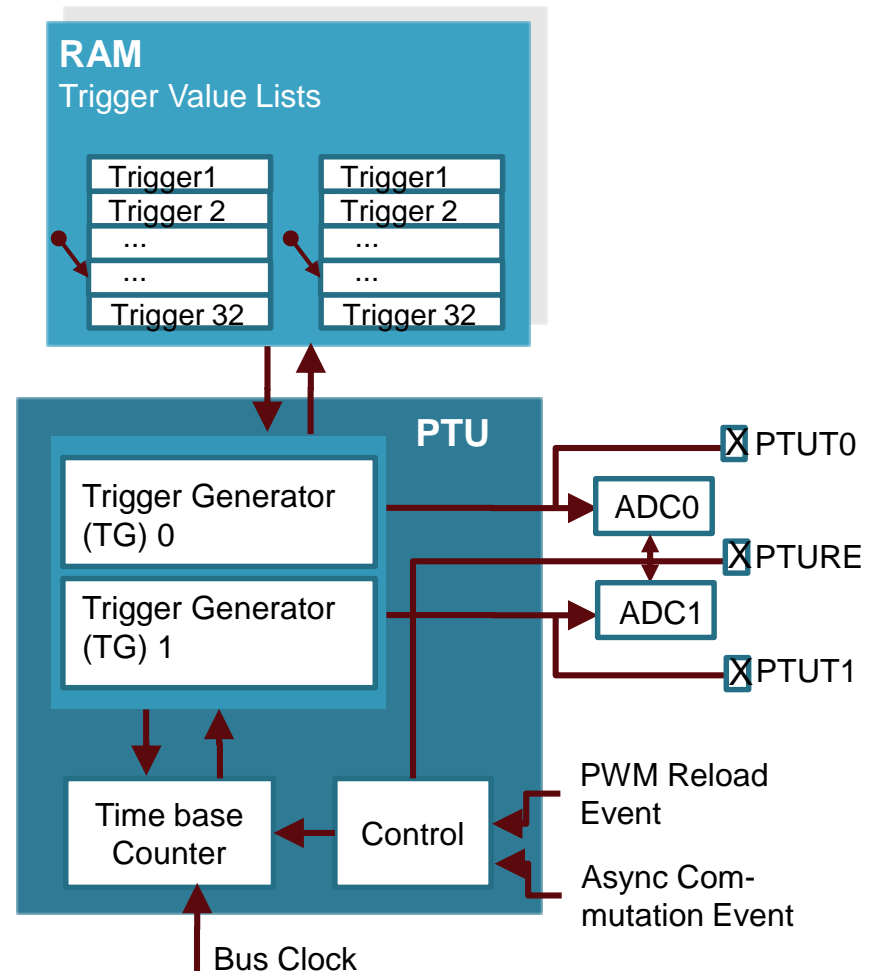 RAM
Trigger Value Lists
Trigger1
Trigger 2
...
...
Trigger 32
Trigger1
Trigger 2
...
...
Trigger 32
PTU
Trigger Generator
(TG) 0
Trigger Generator
(TG) 1
X PTUT0
ADC0
X PTURE
ADC1
X PTUT1
Time base
Counter
Control
PWM Reload
Event
Async Com-
mutation Event
Bus Clock